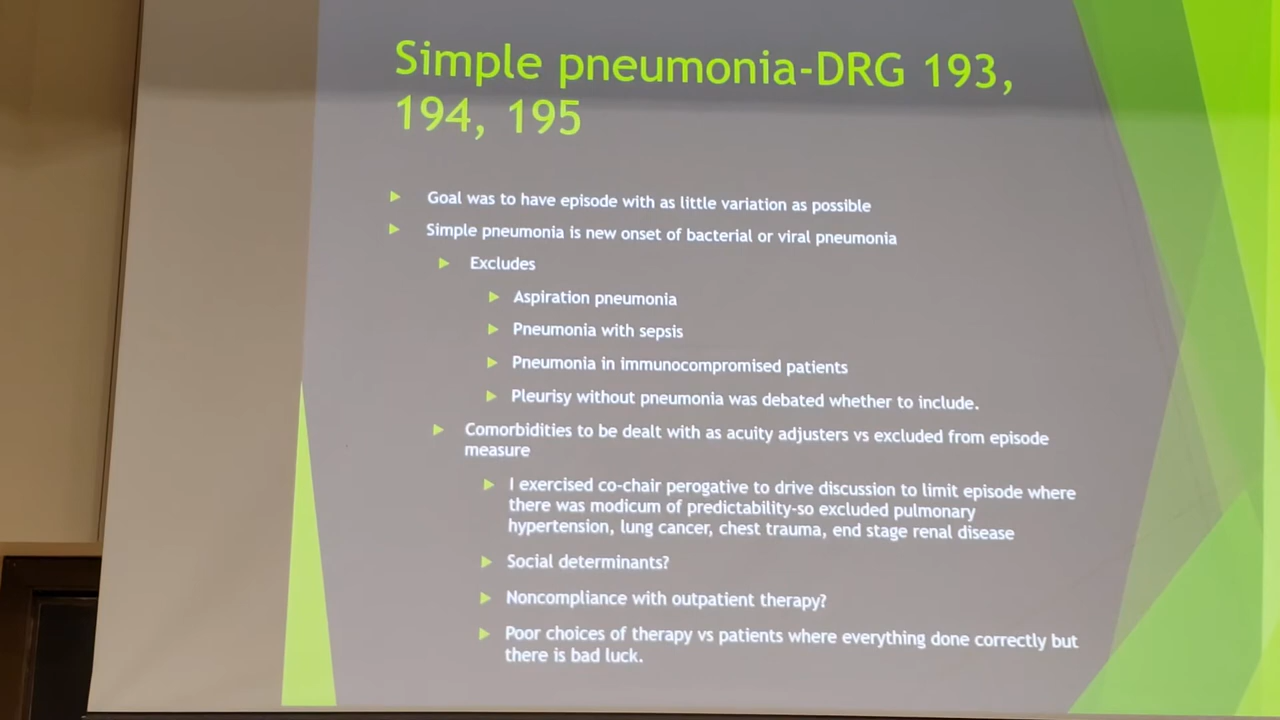 Simple pneumonia-DRG 193,
194, 195
Goal was to have episode with as little variation as possible
Simple pneumonia is new onset of bacterial or viral pneumonia
Excludes
Aspiration pneumonia
Pneumonia with sepsis
Pneumonia in immunocompromised patients
Pleurisy without pneumonia was debated whether to include.
Comorbidities to be dealt with as acuity adjusters vs excluded from episode
measure
I exercised co-chair perogative to drive discussion to limit episode where
there was modicum of predictability-so excluded pulmonary
hypertension, lung cancer, chest trauma, end stage renal disease
Social determinants?
Noncompliance with outpatient therapy?
Poor choices of therapy vs patients where everything done correctly but
there is bad luck.